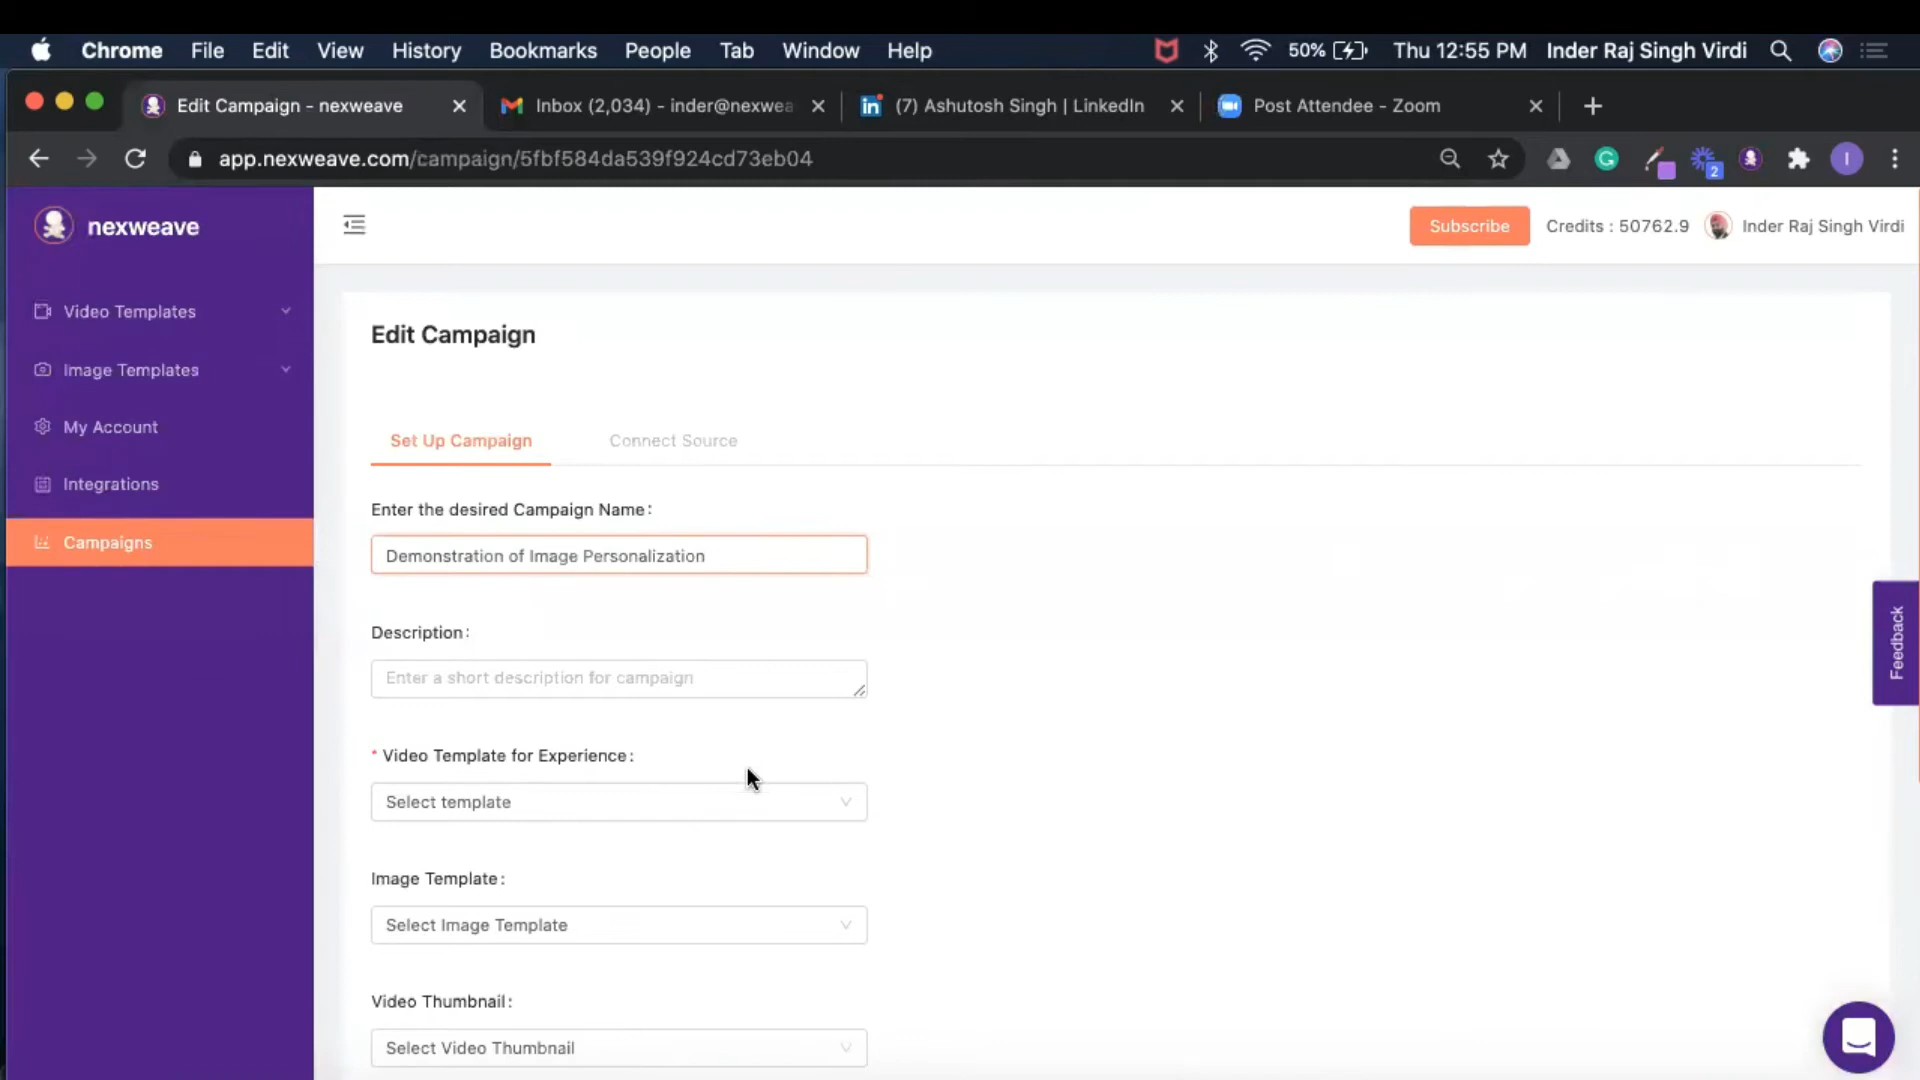 Chrome File Edit View History Bookmarks People Tab Window Help 50% Thu 12:55 PM Inder Raj Singh Virdi
Edit Campaign - nexweave Inbox (2,034) - inder@nexwea (7) Ashutosh Singh | LinkedIn Post Attendee - Zoom
app.nexweave.com/campaign/5fbf584da539f924cd73eb04 2 I
nexweave
Subscribe Credits : 50762.9 Inder Raj Singh Virdi
Video Templates
Image Templates
My Account
Integrations
Campaigns
Edit Campaign
Set Up Campaign Connect Source
Enter the desired Campaign Name:
Demonstration of Image Personalization
Description:
Enter a short description for campaign
* Video Template for Experience:
Select template
Image Template:
Select Image Template
Video Thumbnail:
Select Video Thumbnail
Feedback